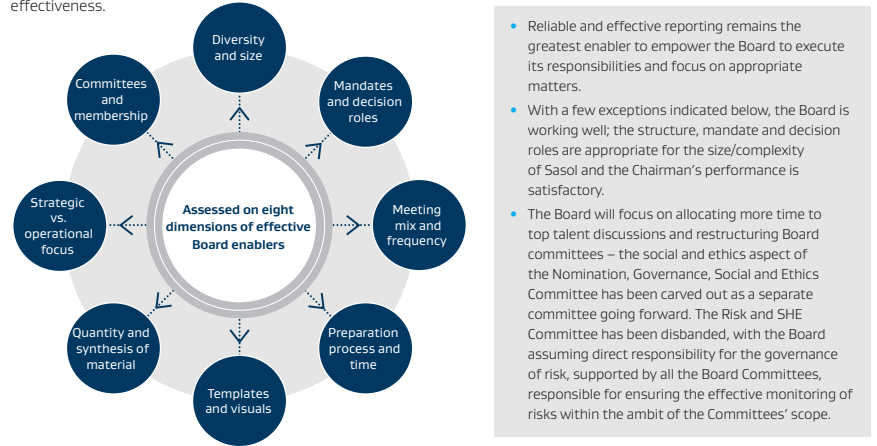 effectiveness.
Diversity
and size
Mandates
and decision
roles
Meeting
mix and
frequency
Preparation
process and
time
Templates
and visuals
Quantity and
synthesis of
material
Strategic
vs.
operational
focus
Committees
and
membership
Assessed on eight
dimensions of effective
Board enablers
• Reliable and effective reporting remains the
greatest enabler to empower the Board to execute
its responsibilities and focus on appropriate
matters.
• With a few exceptions indicated below, the Board is
working well; the structure, mandate and decision
roles are appropriate for the size/complexity
of Sasol and the Chairman’s performance is
satisfactory.
• The Board will focus on allocating more time to
top talent discussions and restructuring Board
committees – the social and ethics aspect of
the Nomination, Governance, Social and Ethics
Committee has been carved out as a separate
committee going forward. The Risk and SHE
Committee has been disbanded, with the Board
assuming direct responsibility for the governance
of risk, supported by all the Board Committees,
responsible for ensuring the effective monitoring of
risks within the ambit of the Committees’ scope.